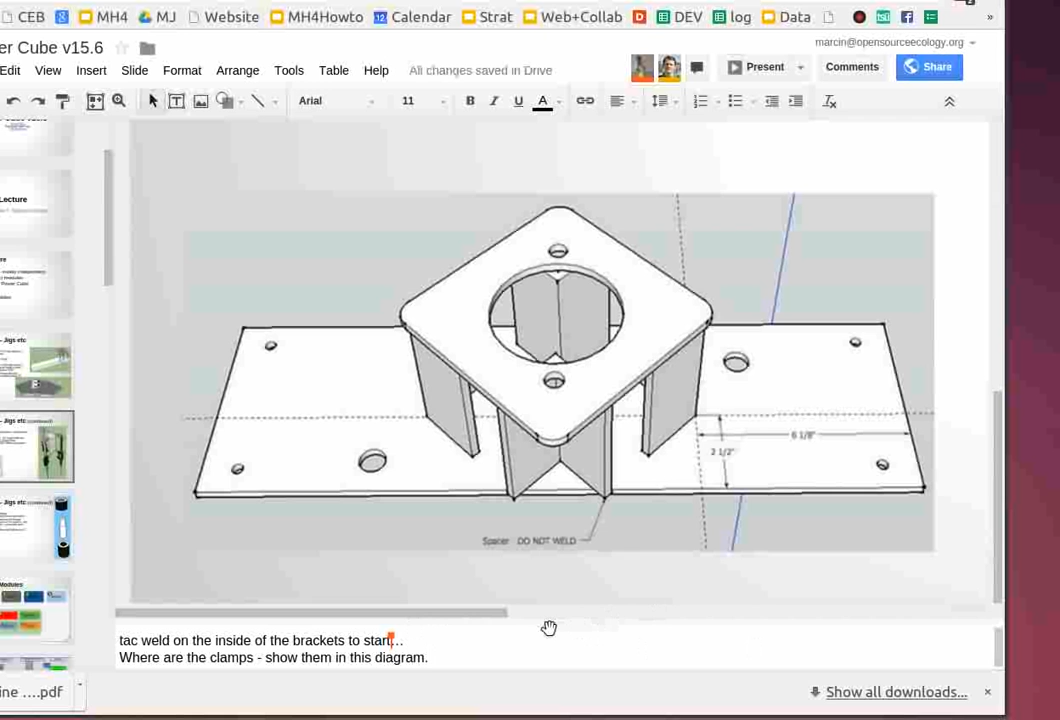 CEB MH4 MJ Website MH4Howto Calendar Strat Web+Collab DEV log Data »
er Cube v15.6
marcin@opensourceecology.org
Edit View Insert Slide Format Arrange Tools Table Help All changes saved in Drive
Present Comments Share
Arial 11 B I U A
Lecture
- Jigs etc
- Jigs etc (continued)
- Jigs etc (continued)
Modules
6 1/8"
2 1/2"
Spacer DO NOT WELD
tac weld on the inside of the brackets to start...
Where are the clamps - show them in this diagram.
ine ....pdf
Show all downloads...